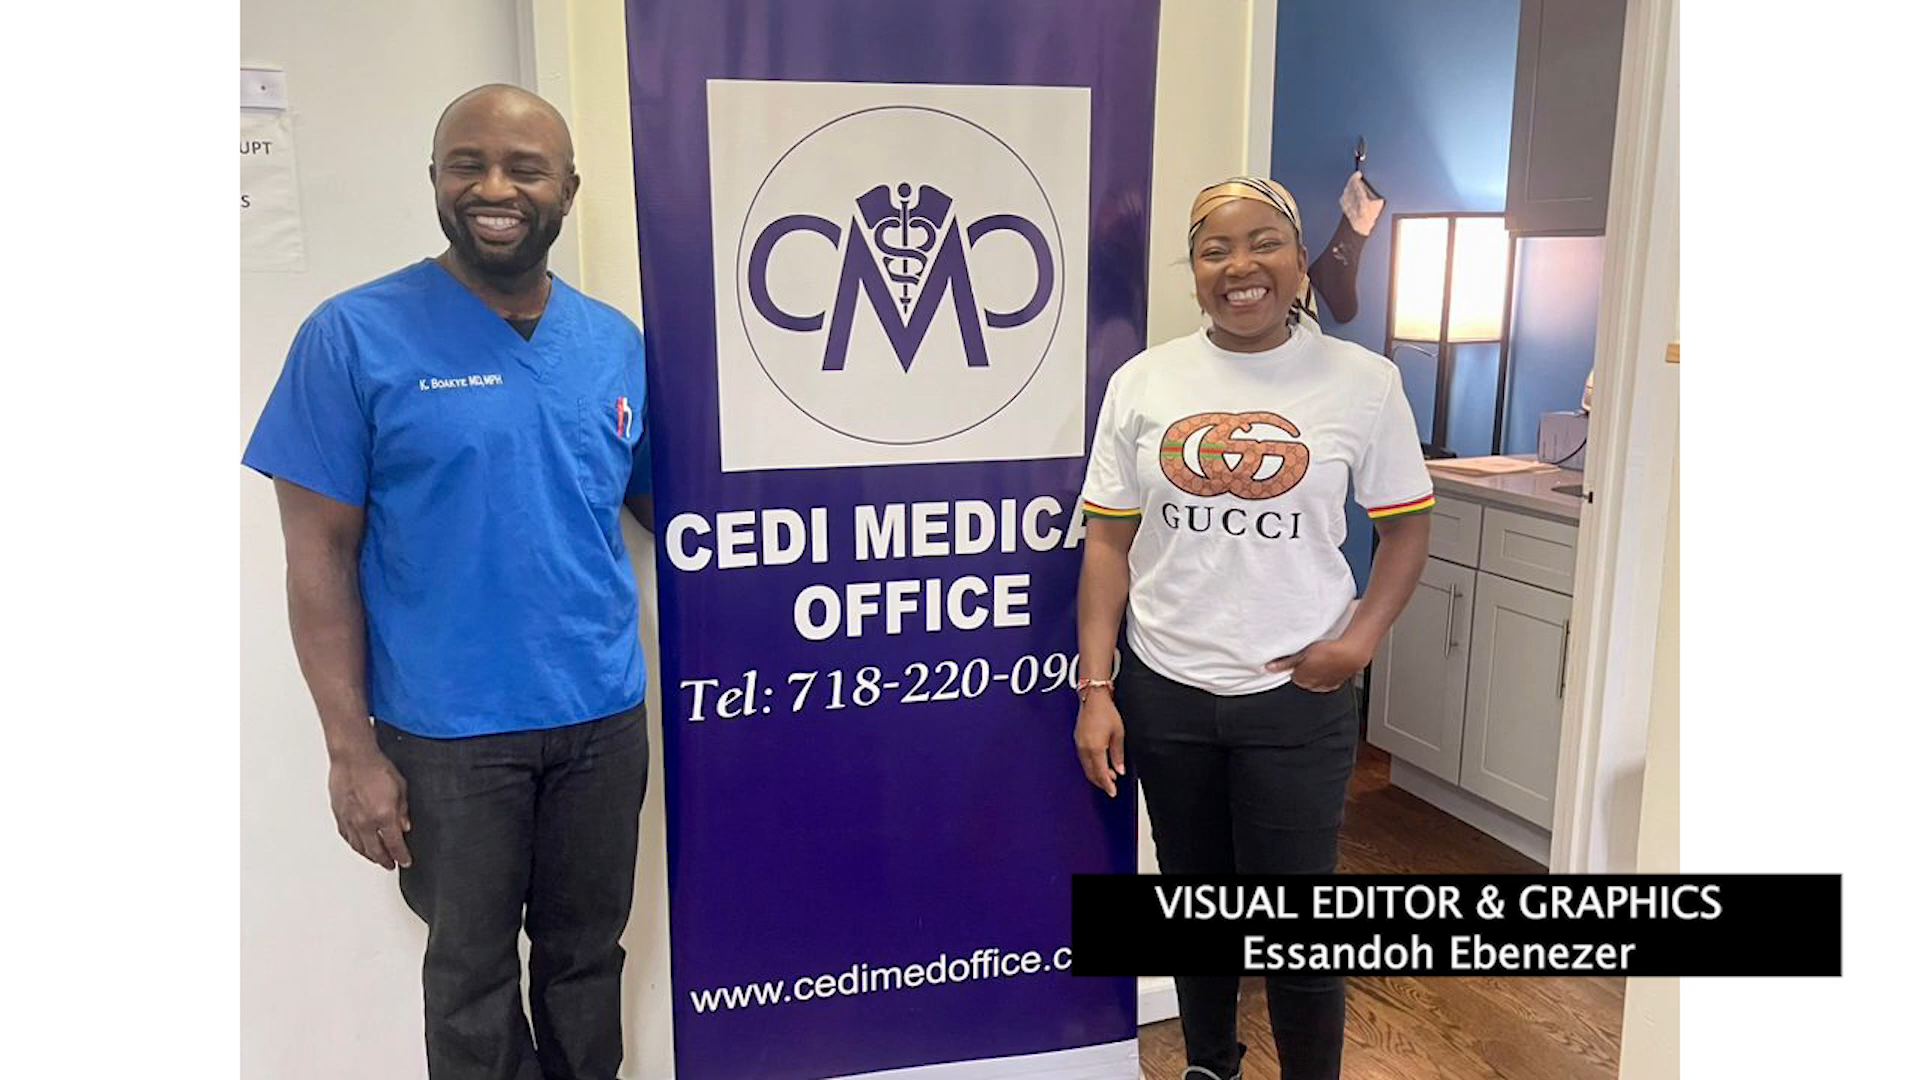 UPT
S
CMC
K. BOAKYE MD, MPH
CEDI MEDICA
OFFICE
Tel: 718-220-09
www.cedimedoffice.c
GUCCI
VISUAL EDITOR & GRAPHICS
Essandoh Ebenezer